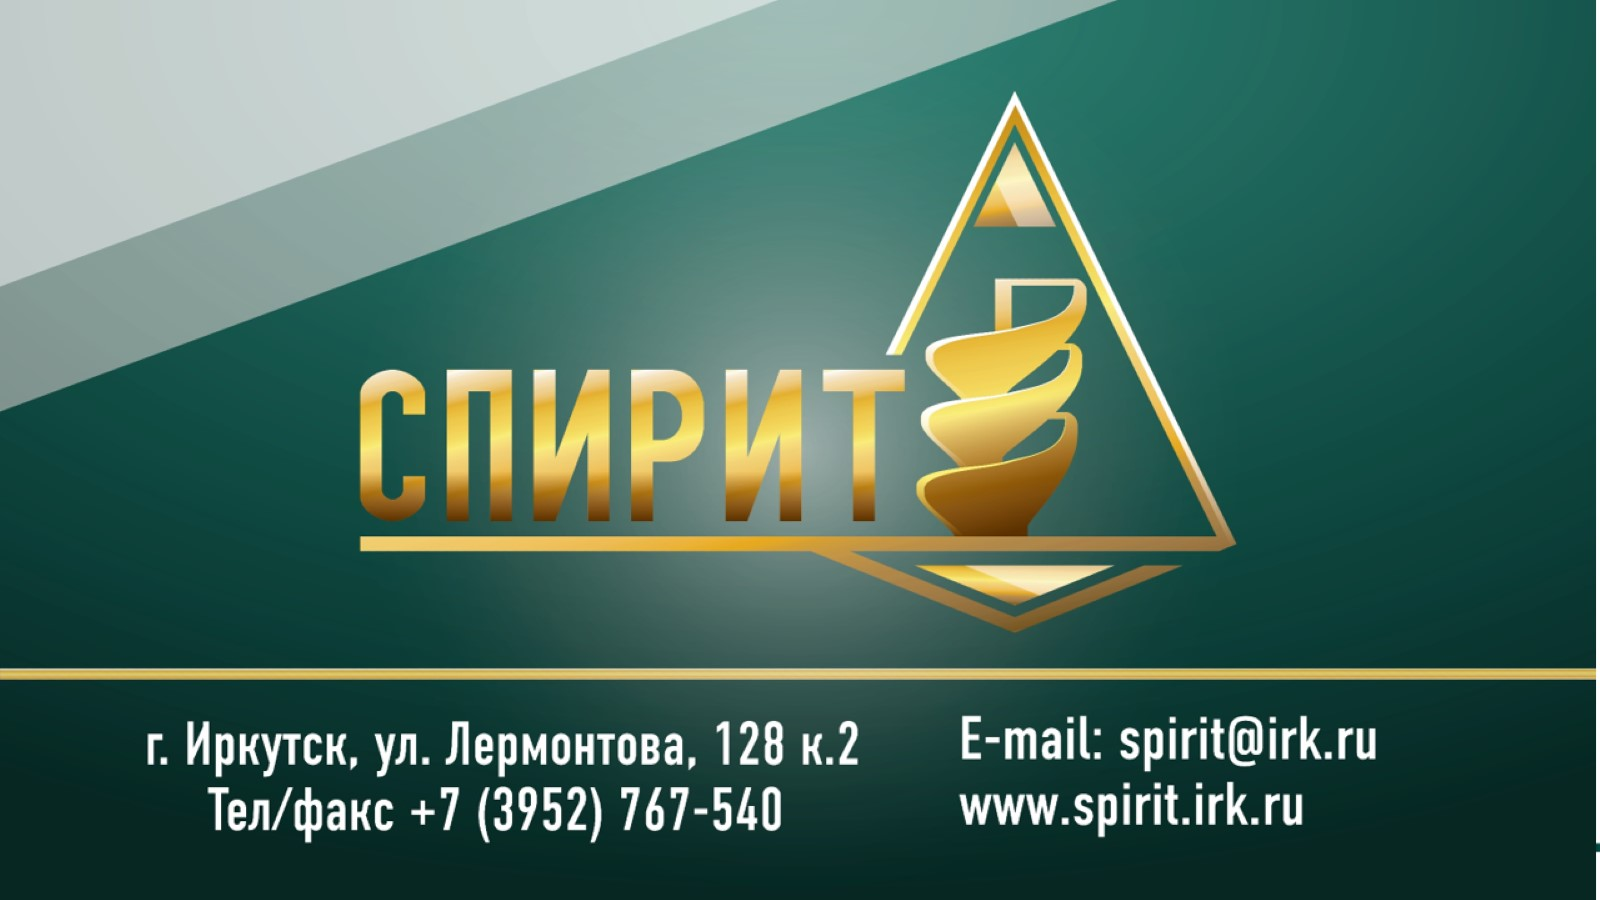 СПИРИТ
г. Иркутск, ул. Лермонтова, 128 к.2
Тел/факс +7 (3952) 767-540
E-mail: spirit@irk.ru
www.spirit.irk.ru